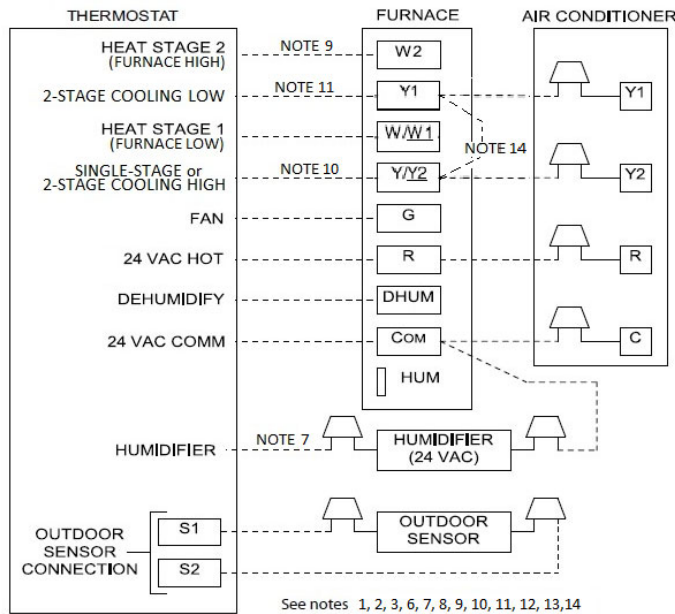 THERMOSTAT FURNACE AIR CONDITIONER
HEAT STAGE 2 NOTE 9 W2
(FURNACE HIGH)
2-STAGE COOLING LOW NOTE 11 Y1 Y1
HEAT STAGE 1 W/W1
(FURNACE LOW) NOTE 14
SINGLE-STAGE or NOTE 10 Y/Y2 Y2
2-STAGE COOLING HIGH
FAN G
24 VAC HOT R R
DEHUMIDIFY DHUM
24 VAC COMM COM C
HUM
HUMIDIFIER NOTE 7 HUMIDIFIER
(24 VAC)
OUTDOOR S1 OUTDOOR
SENSOR SENSOR
CONNECTION S2
See notes 1, 2, 3, 6, 7, 8, 9, 10, 11, 12, 13,14